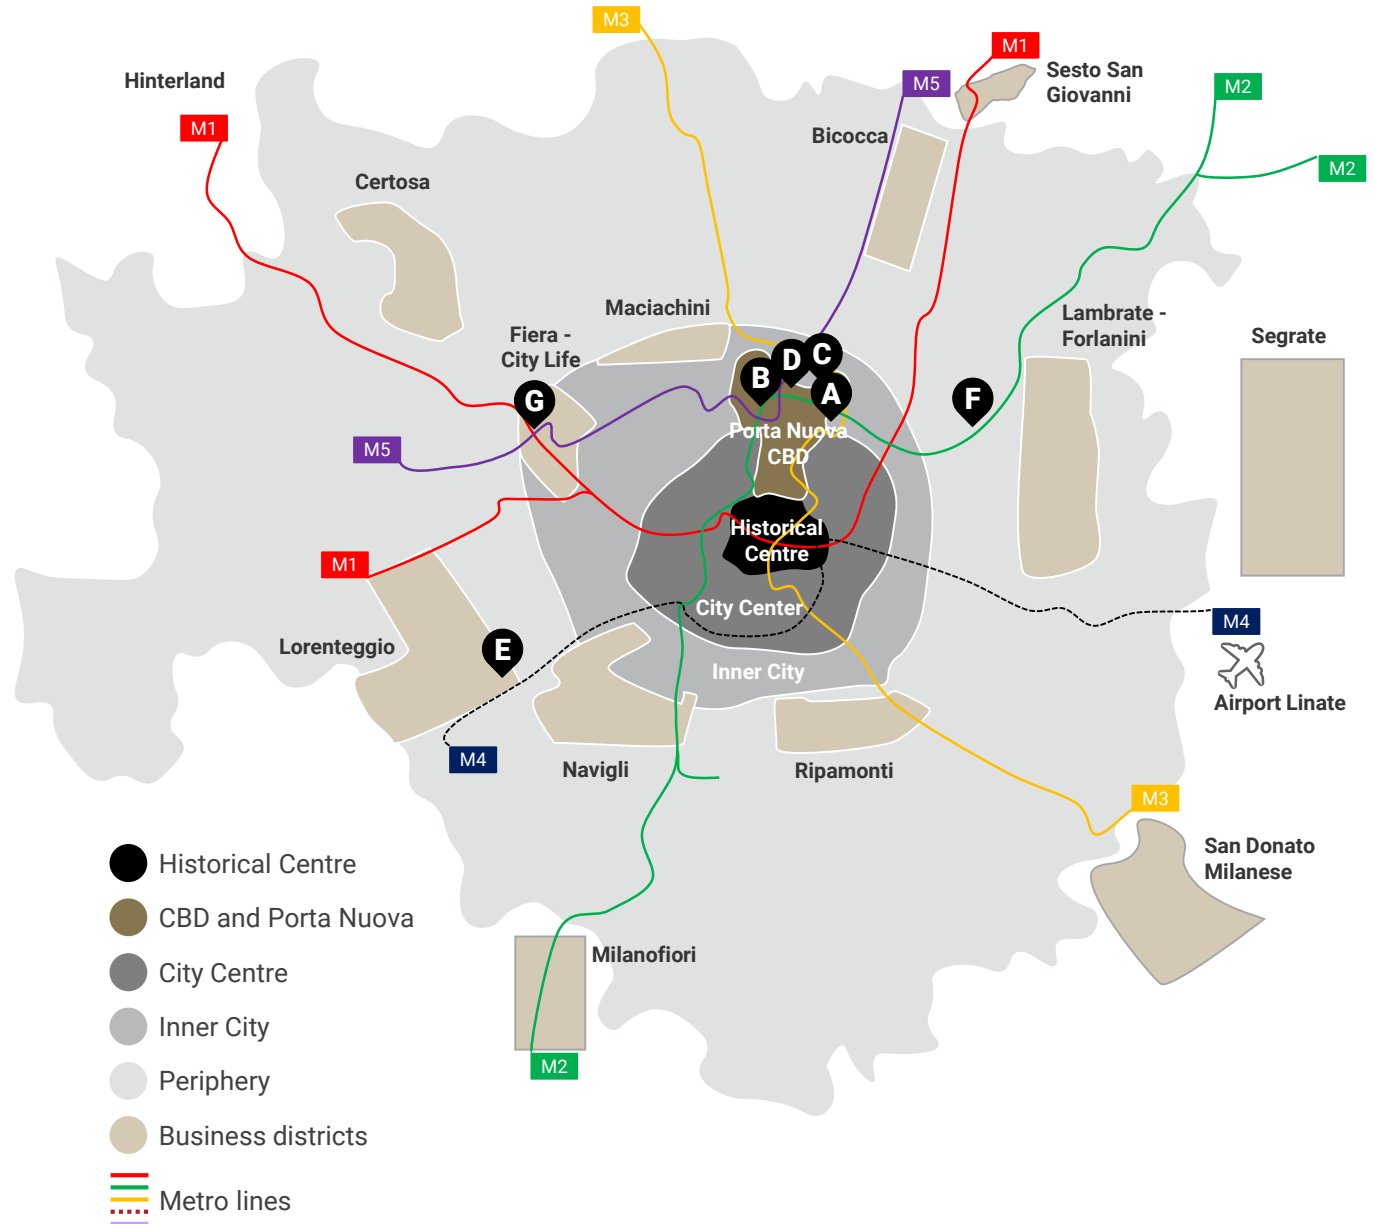 M3
M1
Sesto San
Giovanni
Hinterland
M5
M2
M1
Bicocca
M2
Certosa
Maciachini
Lambrate -
Forlanini
Fiera -
City Life
Segrate
C
D
B
A
G
F
Porta Nuova
CBD
M5
Historical
Centre
M1
City Center
M4
Lorenteggio
E
Inner City
Airport Linate
M4
Navigli
Ripamonti
M3
San Donato
Milanese
Historical Centre
CBD and Porta Nuova
Milanofiori
City Centre
Inner City
M2
Periphery
Business districts
Metro lines